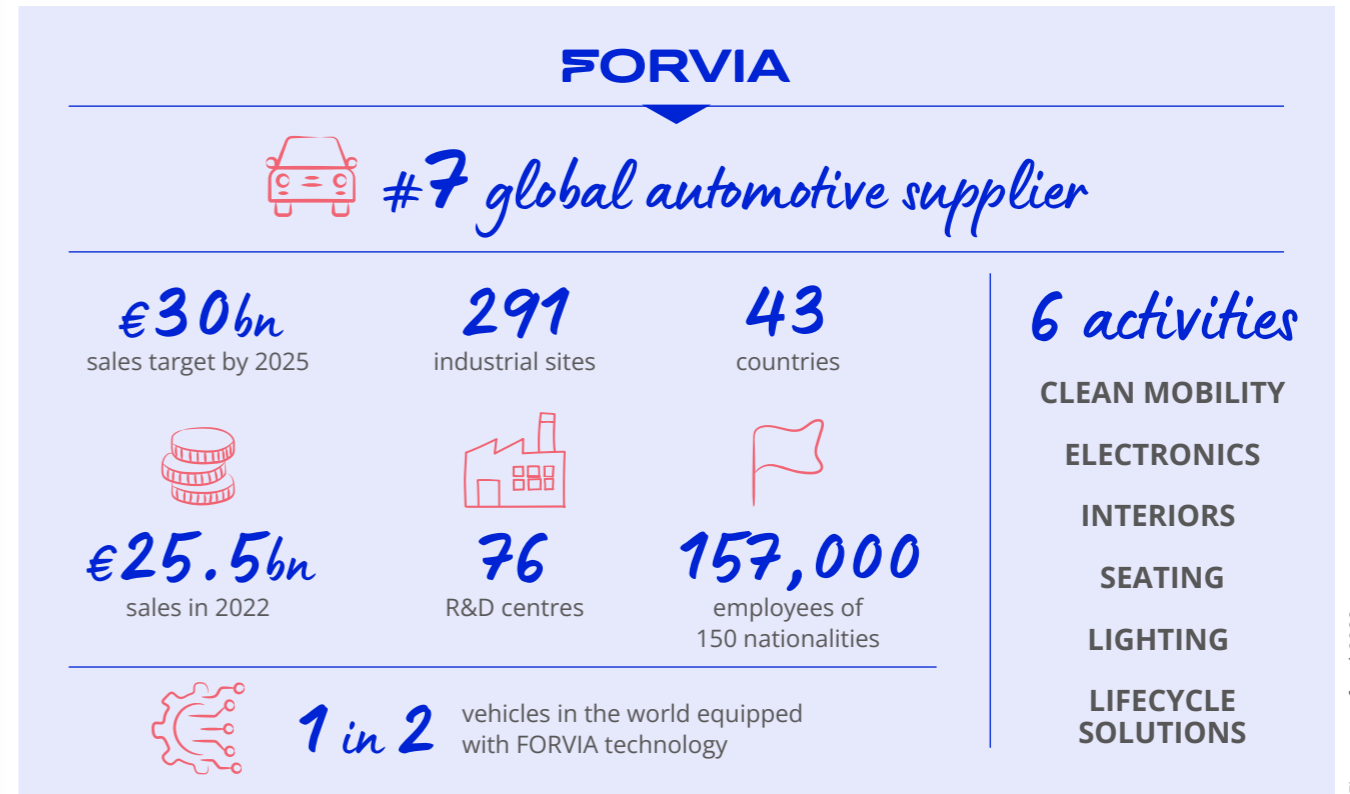 FORVIA
#7 global automotive supplier
€30bn
sales target by 2025
291
industrial sites
43
countries
€25.5bn
sales in 2022
76
R&D centres
157,000
employees of
150 nationalities
1 in 2
vehicles in the world equipped
with FORVIA technology
6 activities
CLEAN MOBILITY
ELECTRONICS
INTERIORS
SEATING
LIGHTING
LIFECYCLE
SOLUTIONS